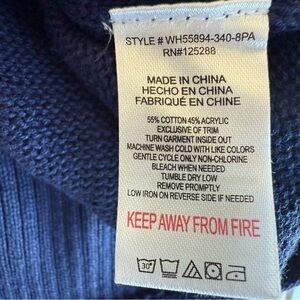 STYLE # WH55894-340-8PA
RN#125288
MADE IN CHINA
HECHO EN CHINA
FABRIQUÉ EN CHINE
55% COTTON 45% ACRYLIC
EXCLUSIVE OF TRIM
TURN GARMENT INSIDE OUT
MACHINE WASH COLD WITH LIKE COLORS
GENTLE CYCLE ONLY NON-CHLORINE
BLEACH WHEN NEEDED
TUMBLE DRY LOW
REMOVE PROMPTLY
LOW IRON ON REVERSE SIDE IF NEEDED
KEEP AWAY FROM FIRE
30°